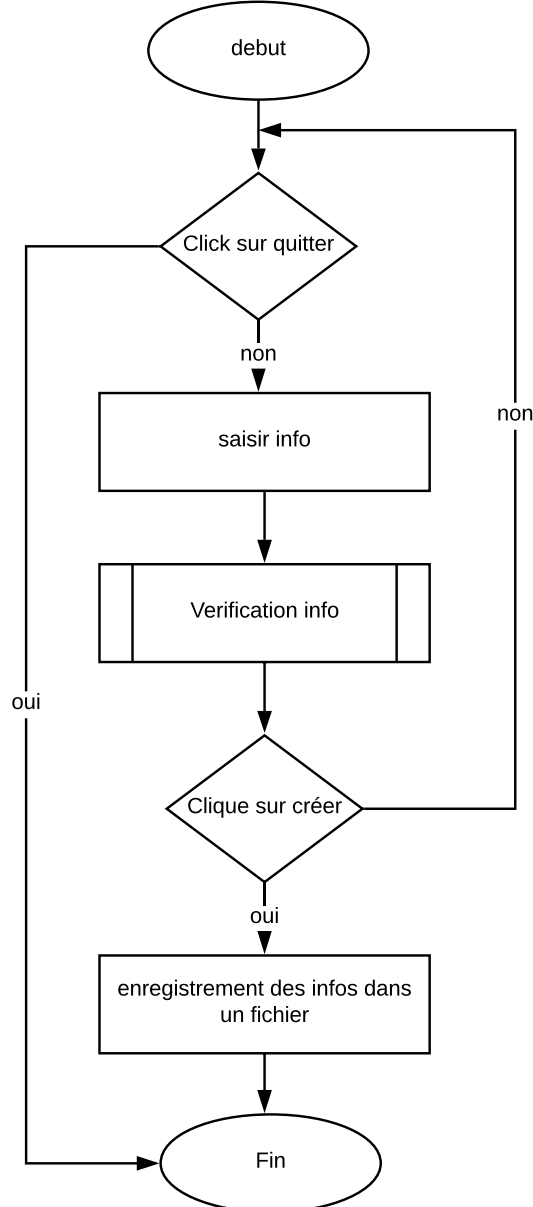 debut
Click sur quitter
non
saisir info
non
Verification info
oui
Clique sur créer
oui
enregistrement des infos dans
un fichier
Fin